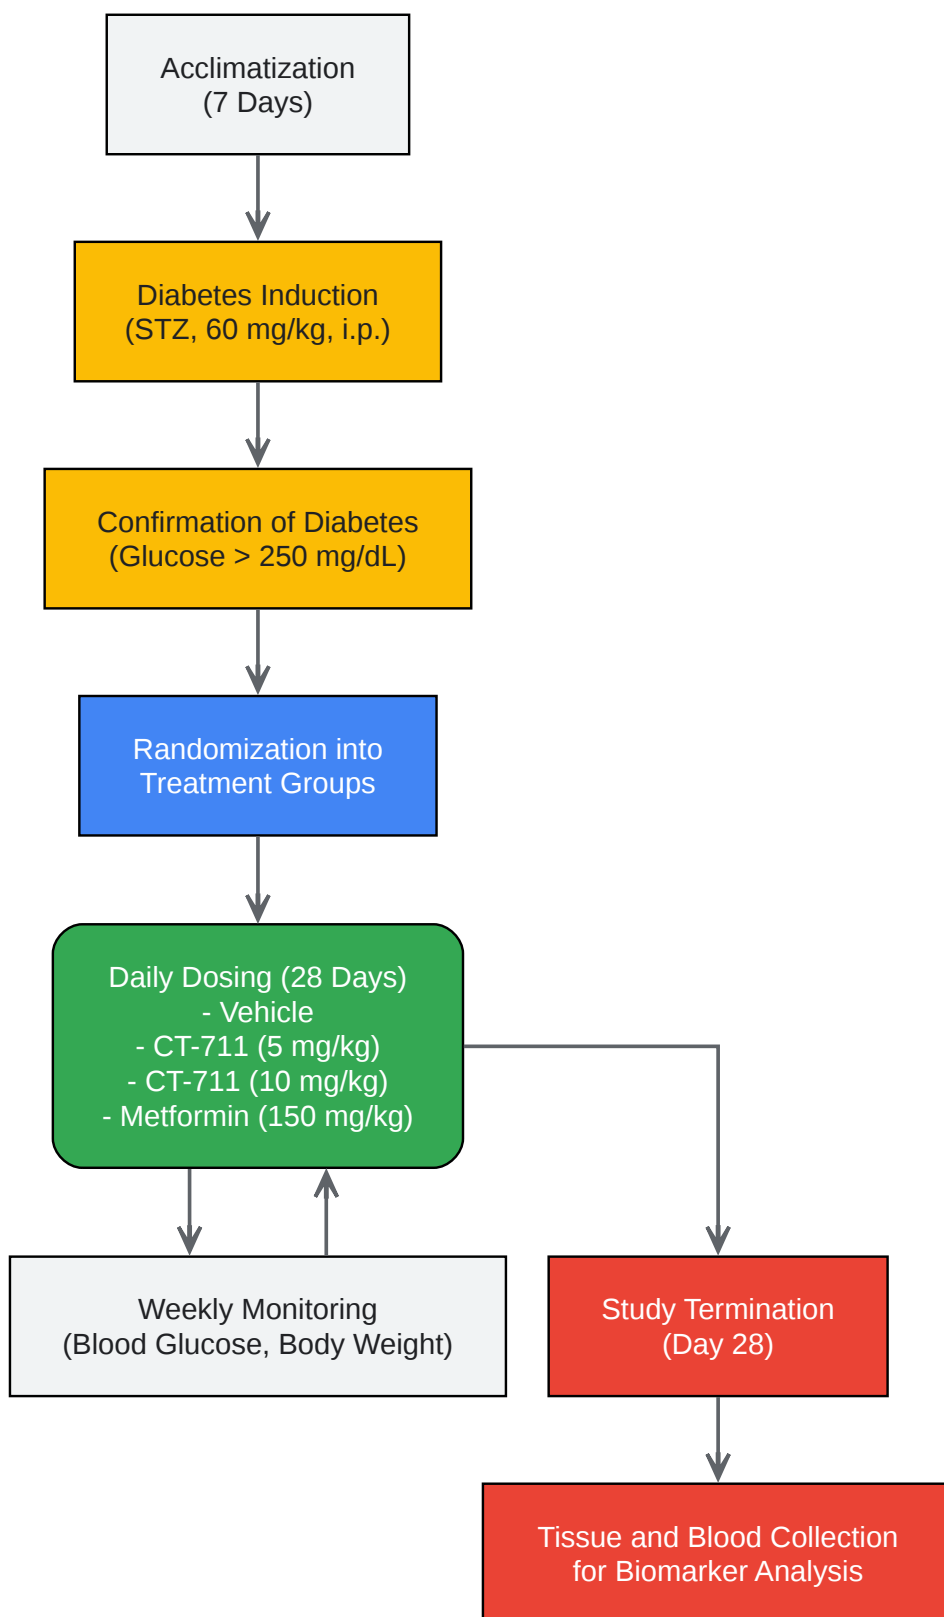 Acclimatization
(7 Days)
Diabetes Induction
(STZ, 60 mg/kg, i.p.)
Confirmation of Diabetes
(Glucose > 250 mg/dL)
Randomization into
Treatment Groups
Daily Dosing (28 Days)
- Vehicle
- CT-711 (5 mg/kg)
- CT-711 (10 mg/kg)
- Metformin (150 mg/kg)
Weekly Monitoring
(Blood Glucose, Body Weight)
Study Termination
(Day 28)
Tissue and Blood Collection
for Biomarker Analysis